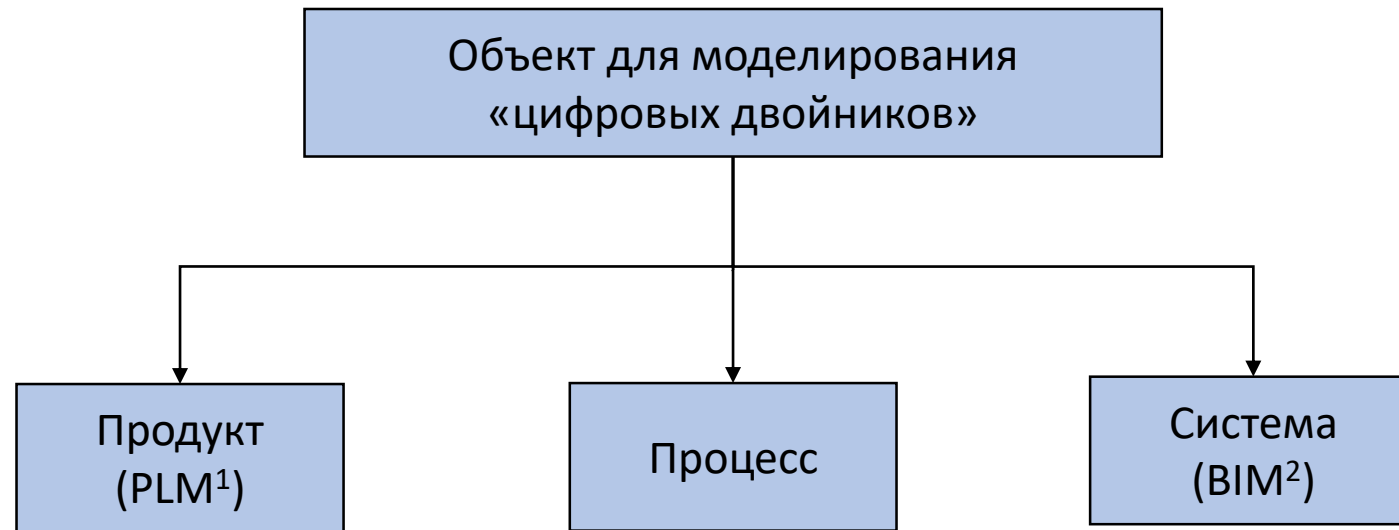 Объект для моделирования
«цифровых двойников»
Продукт
(PLM¹)
Процесс
Система
(BIM²)